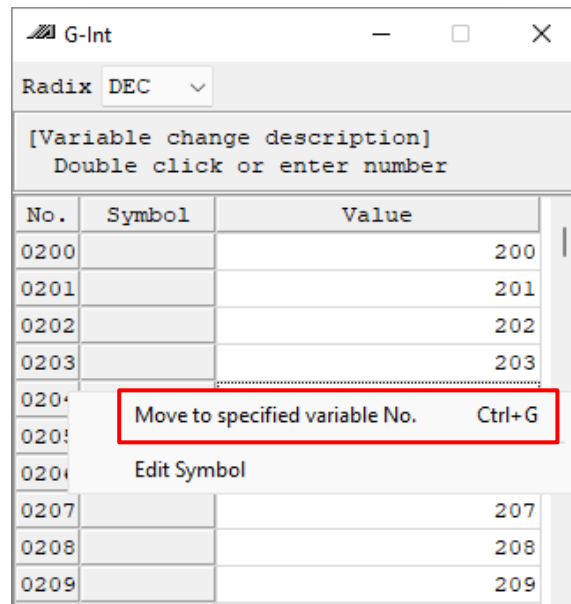 G-Int
Radix DEC
[Variable change description]
Double click or enter number
No. Symbol Value
0200 200
0201 201
0202 202
0203 203
Move to specified variable No. Ctrl+G
Edit Symbol
0207 207
0208 208
0209 209